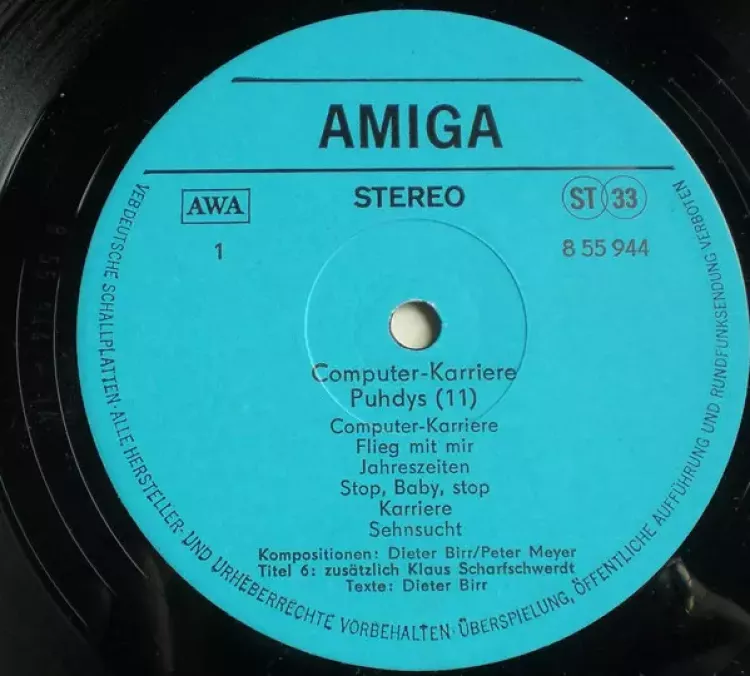 AMIGA
AWA
STEREO
ST 33
1
8 55 944
Computer-Karriere
Puhdys (11)
Computer-Karriere
Flieg mit mir
Jahreszeiten
Stop, Baby, stop
Karriere
Sehnsucht
Kompositionen: Dieter Birr/Peter Meyer
Titel 6: zusätzlich Klaus Scharfschwerdt
Texte: Dieter Birr
VEB DEUTSCHE SCHALLPLATTEN · ALLE HERSTELLER- UND URHEBERRECHTE VORBEHALTEN · ÜBERSPIELUNG, ÖFFENTLICHE AUFFÜHRUNG UND RUNDFUNKSENDUNG VERBOTEN